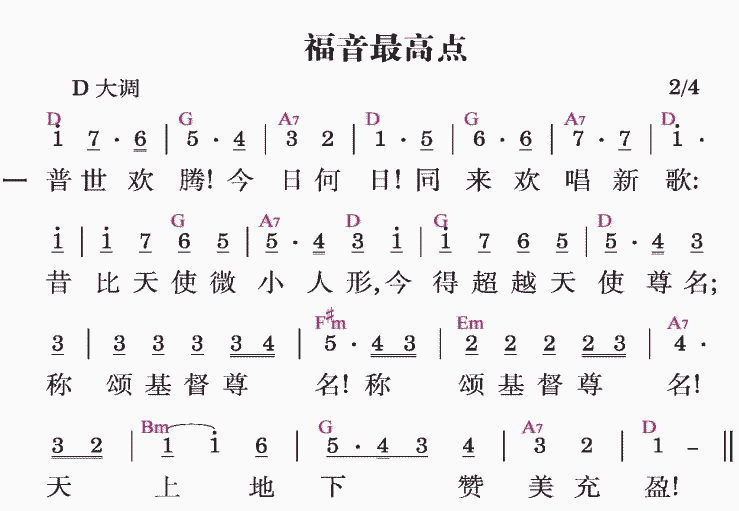 福音最高点
D 大调 2/4
D G A7 D G A7 D
i 7 · 6 | 5 · 4 | 3 2 | 1 · 5 | 6 · 6 | 7 · 7 | i ·
一 普世欢腾!今日何日!同来欢唱新歌:
G A7 D G D
i | i 7 6 5 | 5 · 4 3 i | i 7 6 5 | 5 · 4 3
昔比天使微小人形,今得超越天使尊名;
F#m Em A7
3 | 3 3 3 3 4 | 5 · 4 3 | 2 2 2 2 3 | 4 ·
称颂基督尊名!称颂基督尊名!
Bm G A7 D
3 2 | 1 i 6 | 5 · 4 3 4 | 3 2 | 1 – ‖
天上地下赞美充盈!